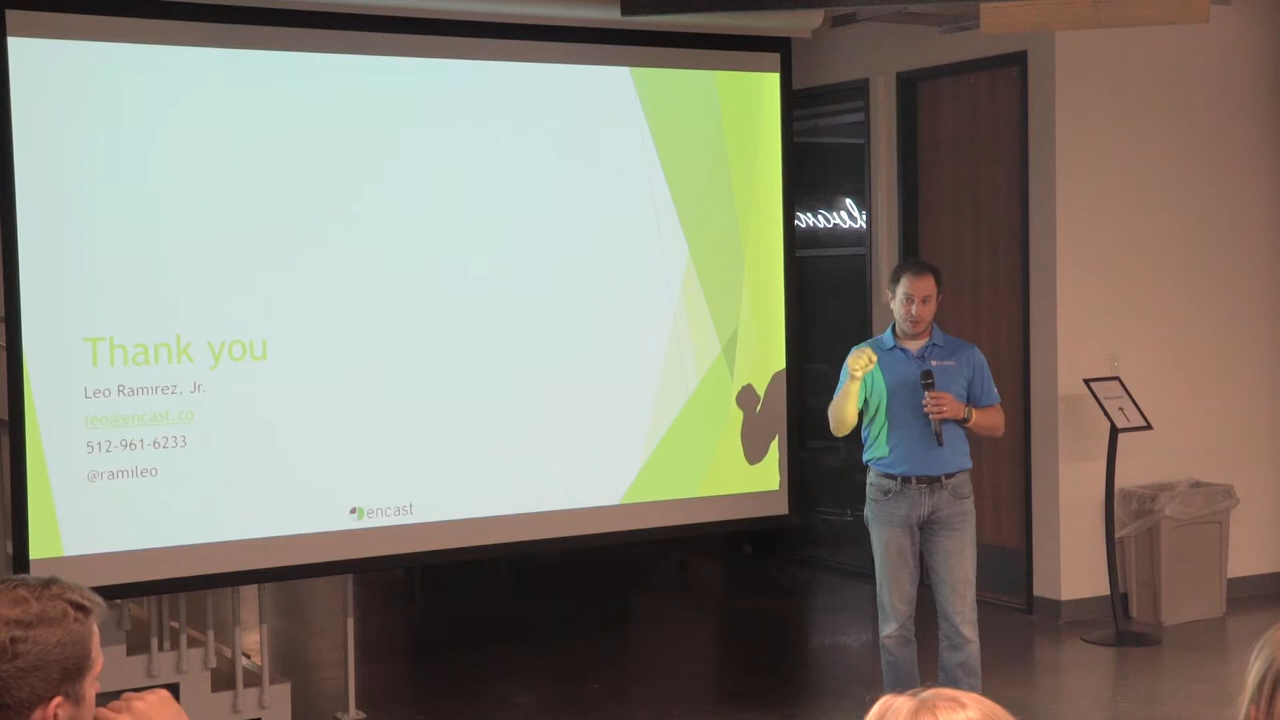 Thank you
Leo Ramirez, Jr.
leo@encast.co
512-961-6233
@ramileo
encast